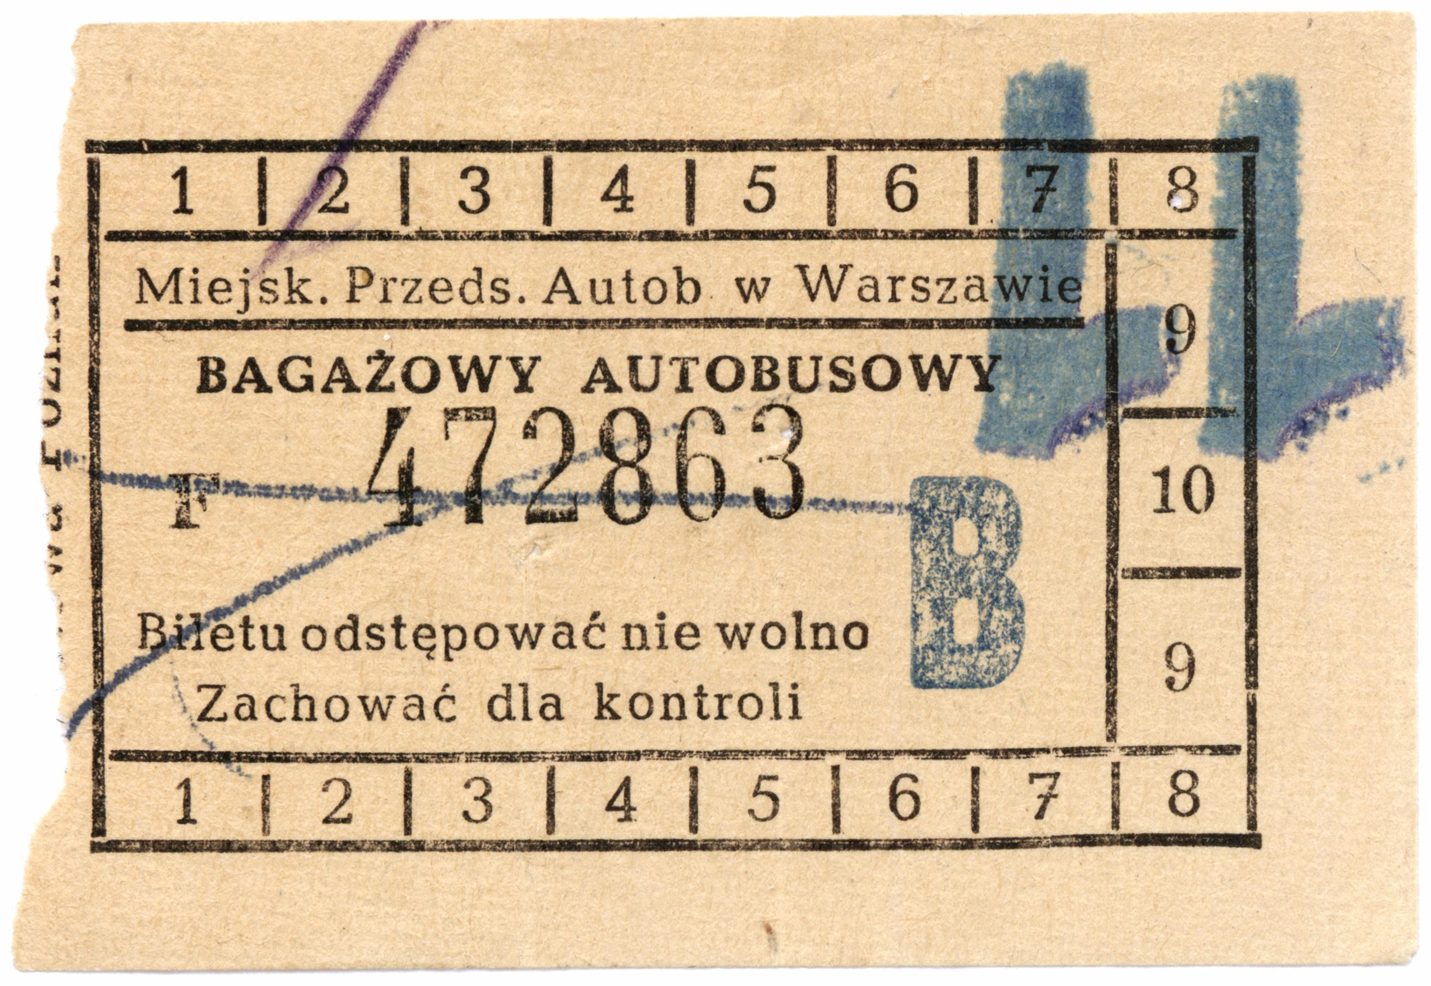 1 | 2 | 3 | 4 | 5 | 6 | 7 | 8
Miejsk. Przeds. Autob. w Warszawie
9
BAGAŻOWY AUTOBUSOWY
F 472863
10
B
Biletu odstępować nie wolno
9
Zachować dla kontroli
1 | 2 | 3 | 4 | 5 | 6 | 7 | 8